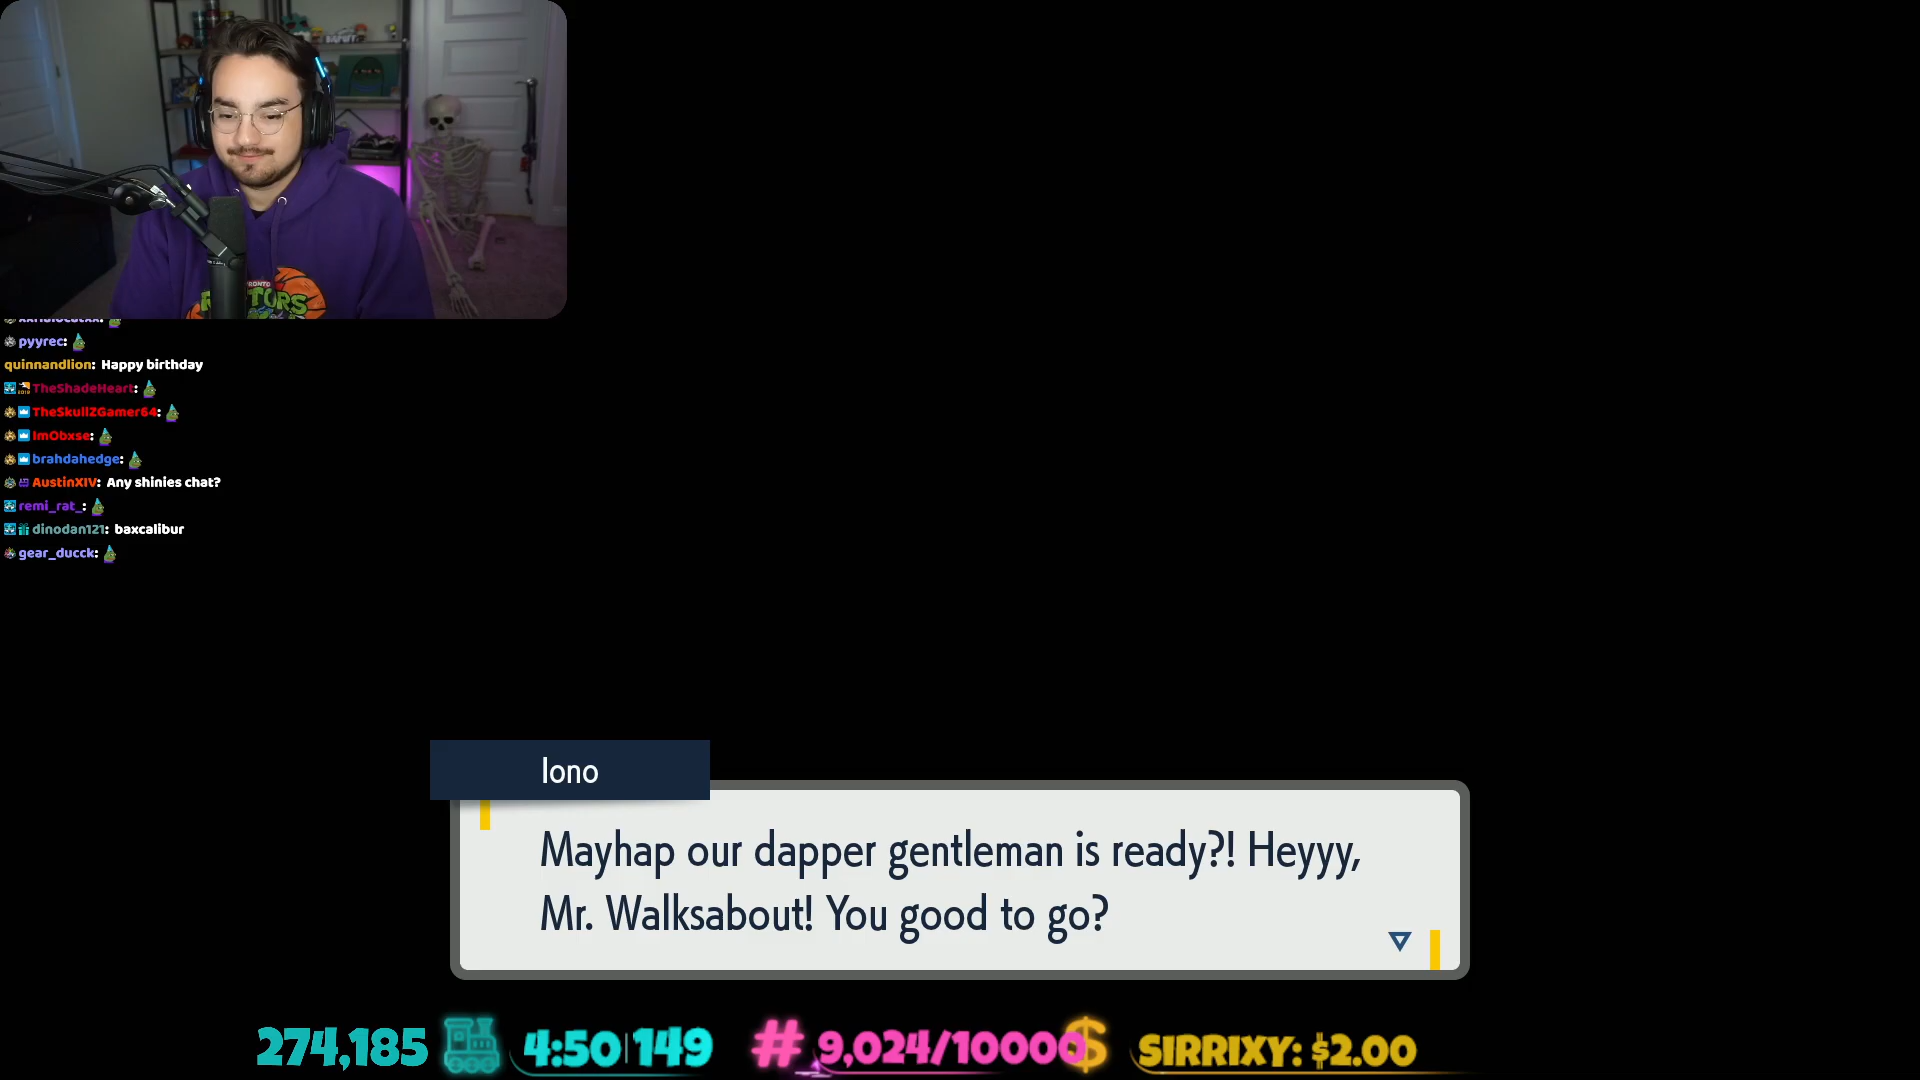 pyyrec:
quinnandlion: Happy birthday
TheShadeHeart:
TheSkullZGamer64:
ImObxse:
brahdahedge:
AustinXIV: Any shinies chat?
remi_rat_:
dinodan121: baxcalibur
gear_ducck:
Iono
Mayhap our dapper gentleman is ready?! Heyyy,
Mr. Walksabout! You good to go?
274,185 4:50|149 # 9,024/10000 $ SIRRIXY: $2.00